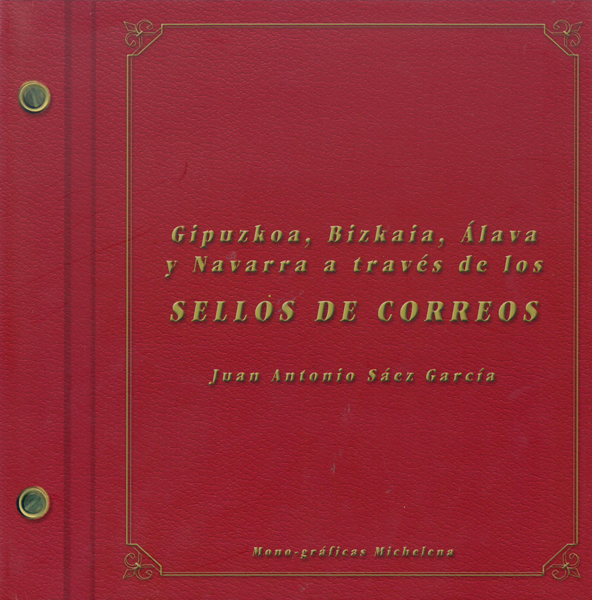 Gipuzkoa, Bizkaia, Álava
y Navarra a través de los
SELLOS DE CORREOS
Juan Antonio Sáez García
Mono-gráficas Michelena